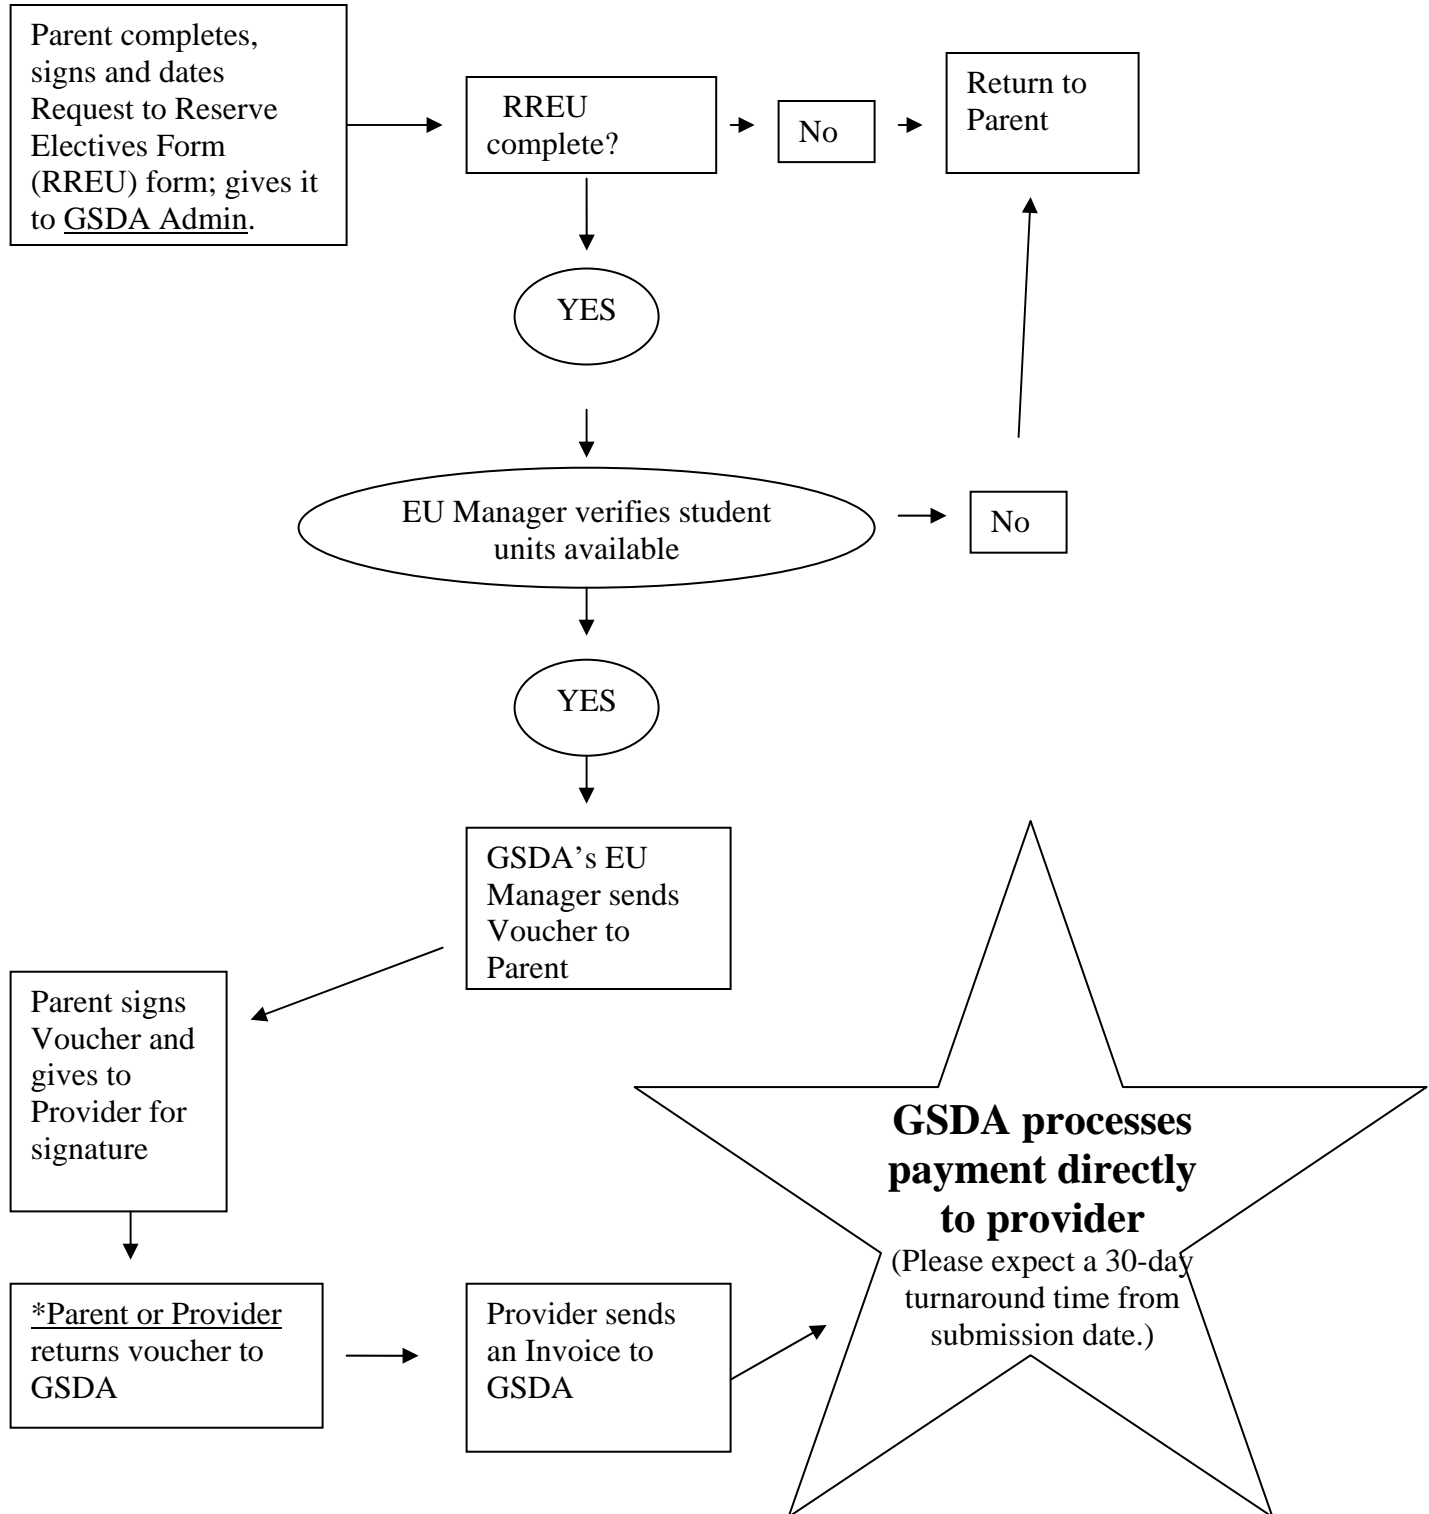 Parent completes,
signs and dates
Request to Reserve
Electives Form
(RREU) form; gives it
to GSDA Admin.
RREU
complete?
No
Return to
Parent
YES
EU Manager verifies student
units available
No
YES
GSDA’s EU
Manager sends
Voucher to
Parent
Parent signs
Voucher and
gives to
Provider for
signature
*Parent or Provider
returns voucher to
GSDA
Provider sends
an Invoice to
GSDA
GSDA processes
payment directly
to provider
(Please expect a 30-day
turnaround time from
submission date.)